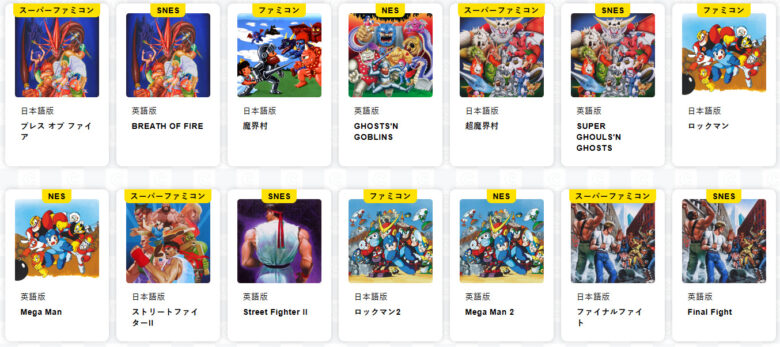 スーパーファミコン
日本語版
ブレス オブ ファイ
ア
SNES
英語版
BREATH OF FIRE
ファミコン
日本語版
魔界村
NES
英語版
GHOSTS'N
GOBLINS
スーパーファミコン
日本語版
超魔界村
SNES
英語版
SUPER
GHOULS'N
GHOSTS
ファミコン
日本語版
ロックマン
NES
英語版
Mega Man
スーパーファミコン
日本語版
ストリートファイ
ターII
SNES
英語版
Street Fighter II
ファミコン
日本語版
ロックマン2
NES
英語版
Mega Man 2
スーパーファミコン
日本語版
ファイナルファイ
ト
SNES
英語版
Final Fight